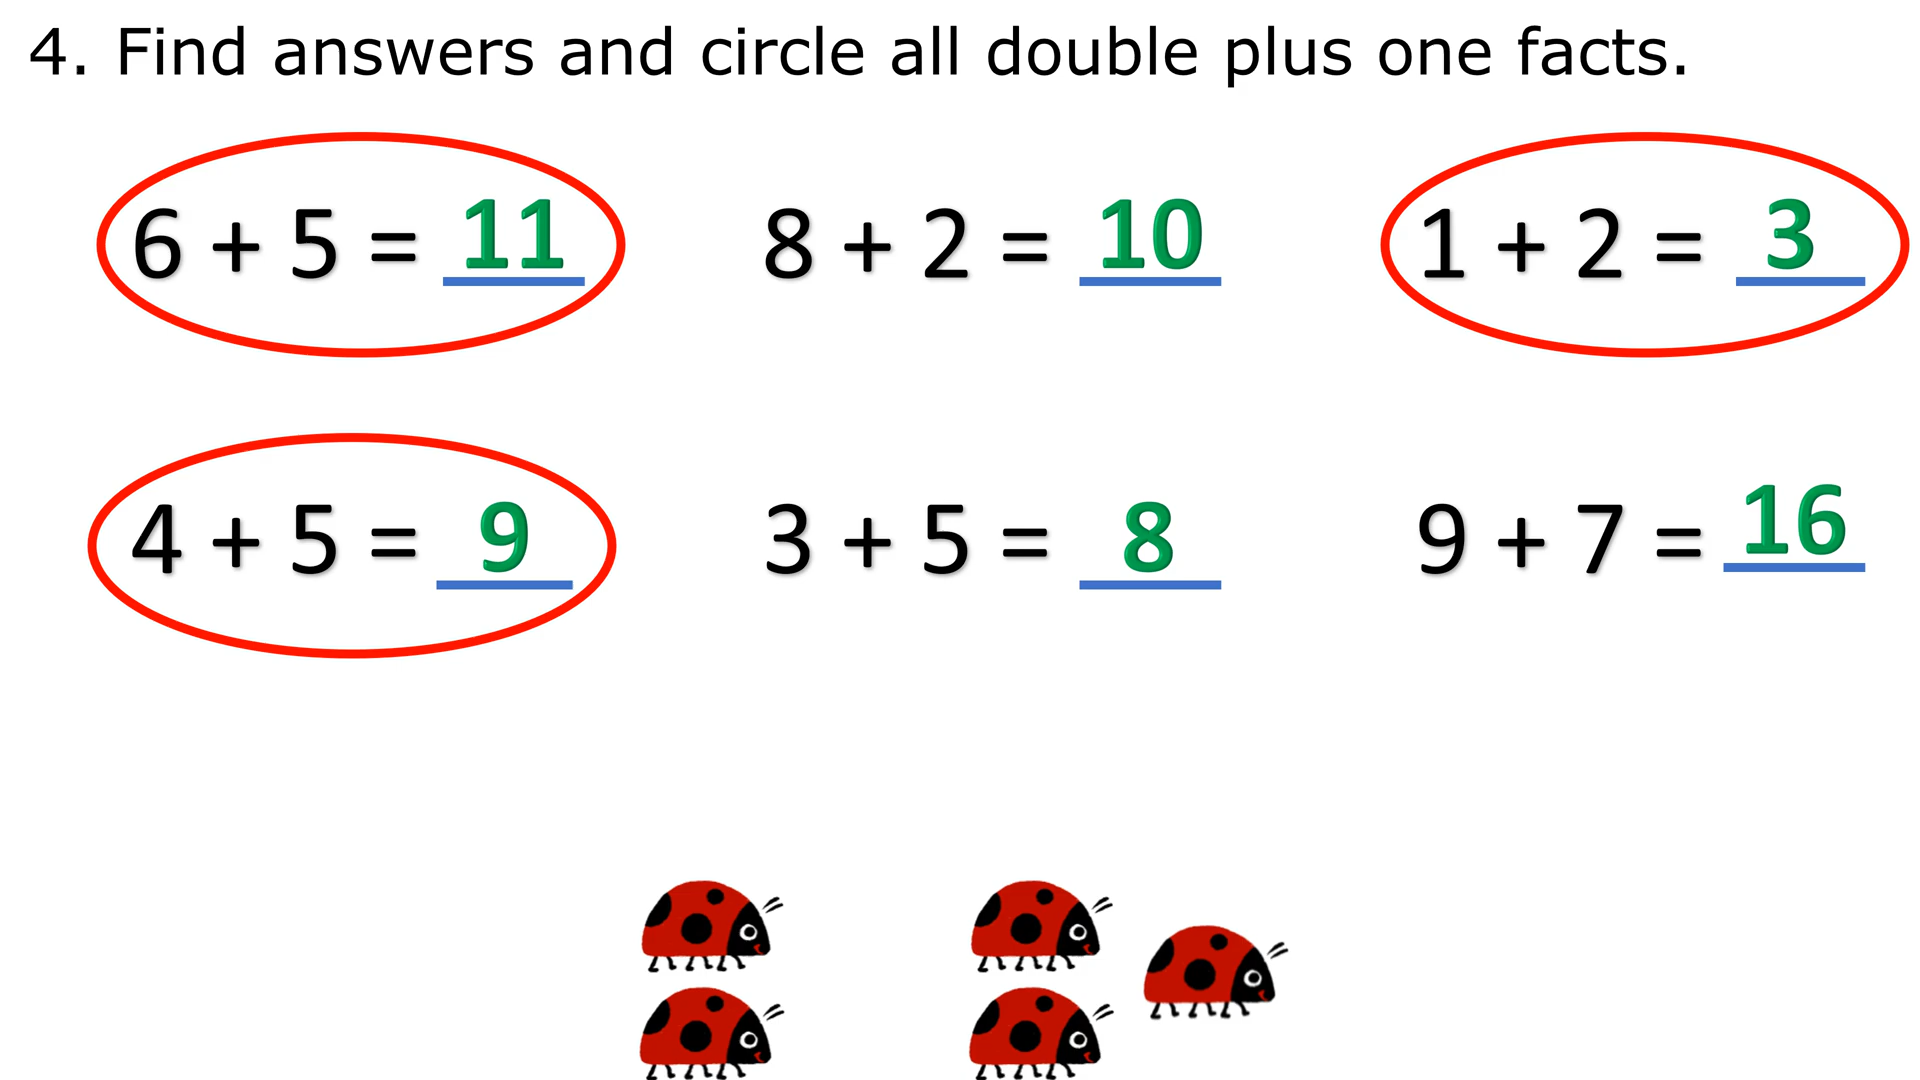 4. Find answers and circle all double plus one facts.
6 + 5 = 11 8 + 2 = 10 1 + 2 = 3
4 + 5 = 9 3 + 5 = 8 9 + 7 = 16